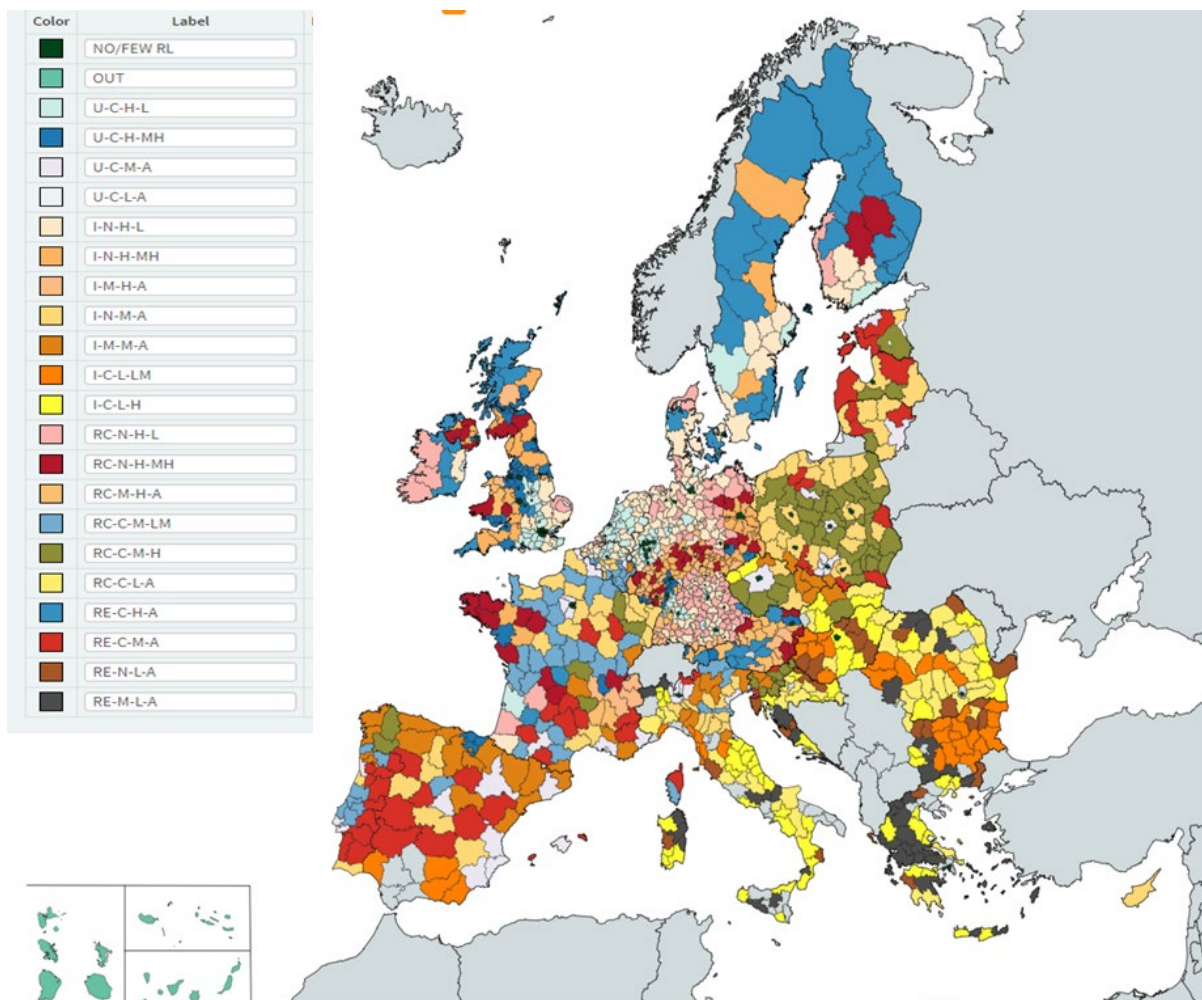 Color Label
NO/FEW RL
OUT
U-C-H-L
U-C-H-MH
U-C-M-A
U-C-L-A
I-N-H-L
I-N-H-MH
I-M-H-A
I-N-M-A
I-M-M-A
I-C-L-LM
I-C-L-H
RC-N-H-L
RC-N-H-MH
RC-M-H-A
RC-C-M-LM
RC-C-M-H
RC-C-L-A
RE-C-H-A
RE-C-M-A
RE-N-L-A
RE-M-L-A